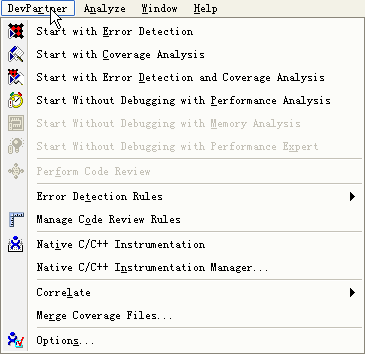 DevPartner Analyze Window Help
Start with Error Detection
Start with Coverage Analysis
Start with Error Detection and Coverage Analysis
Start Without Debugging with Performance Analysis
Start Without Debugging with Memory Analysis
Start Without Debugging with Performance Expert
Perform Code Review
Error Detection Rules
Manage Code Review Rules
Native C/C++ Instrumentation
Native C/C++ Instrumentation Manager...
Correlate
Merge Coverage Files...
Options...